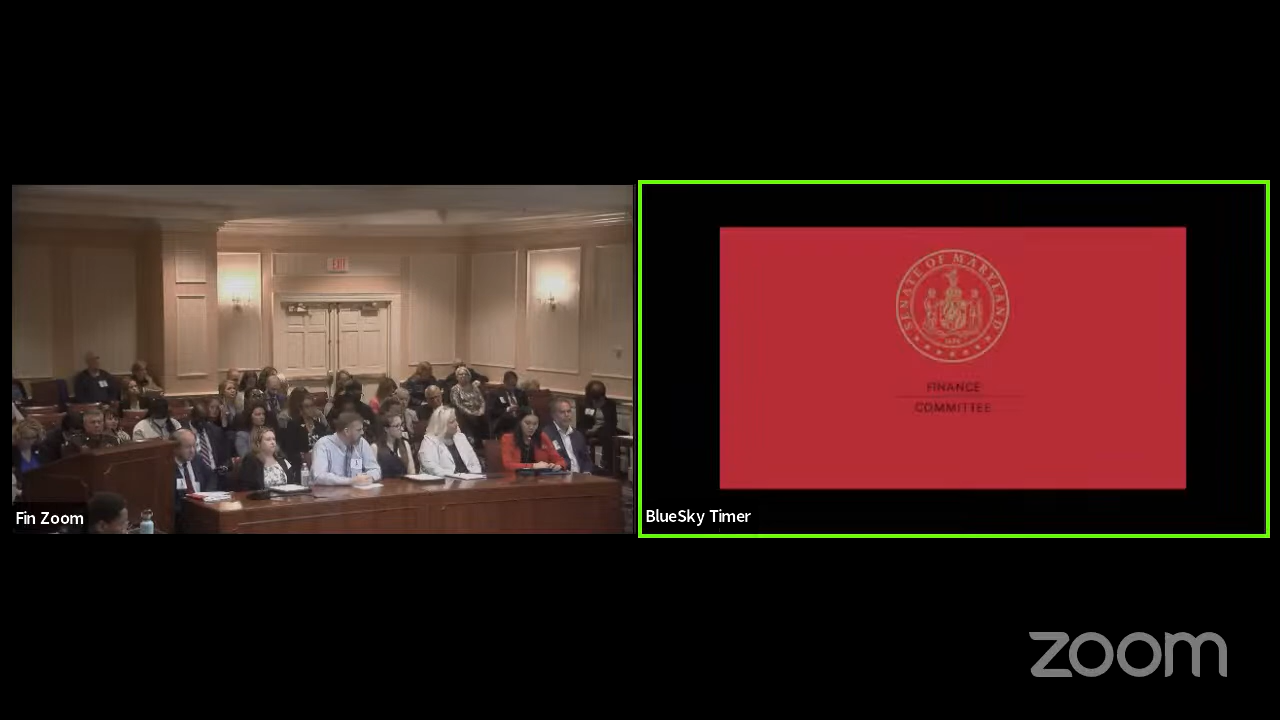 EXIT
SENATE OF MARYLAND
FINANCE
COMMITTEE
Fin Zoom
BlueSky Timer
zoom